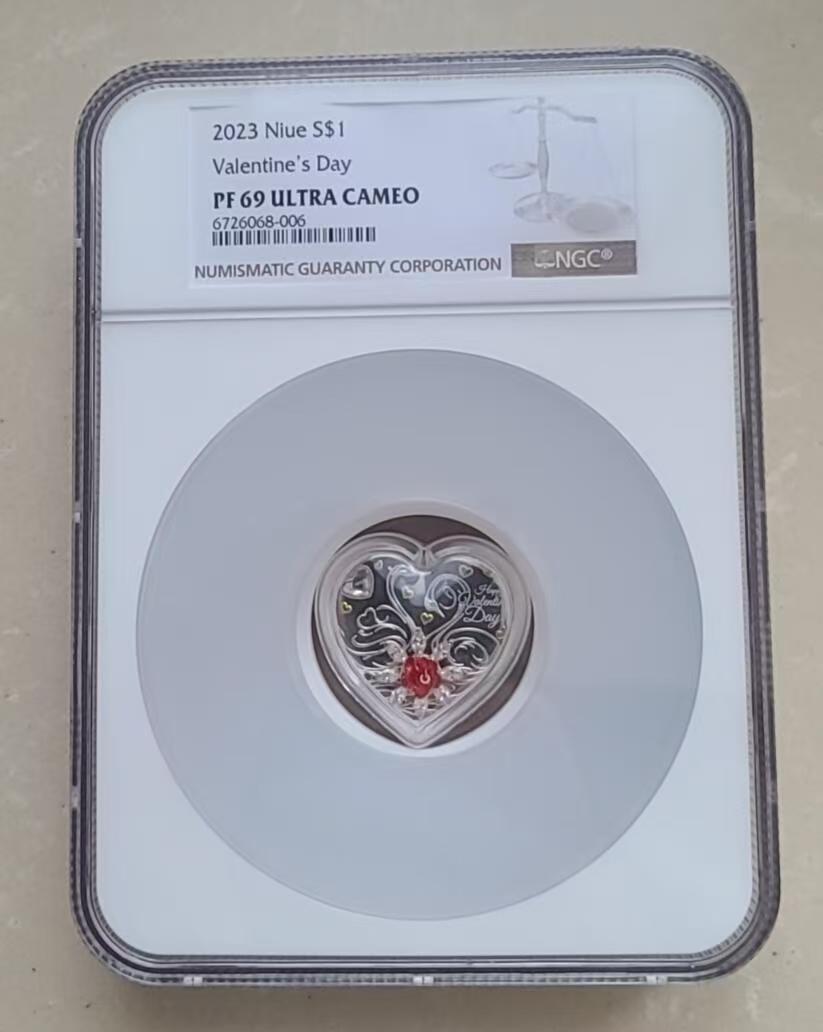 2023 Niue S$1
Valentine's Day
PF 69 ULTRA CAMEO
6726068-006
NUMISMATIC GUARANTY CORPORATION
NGC®
Day